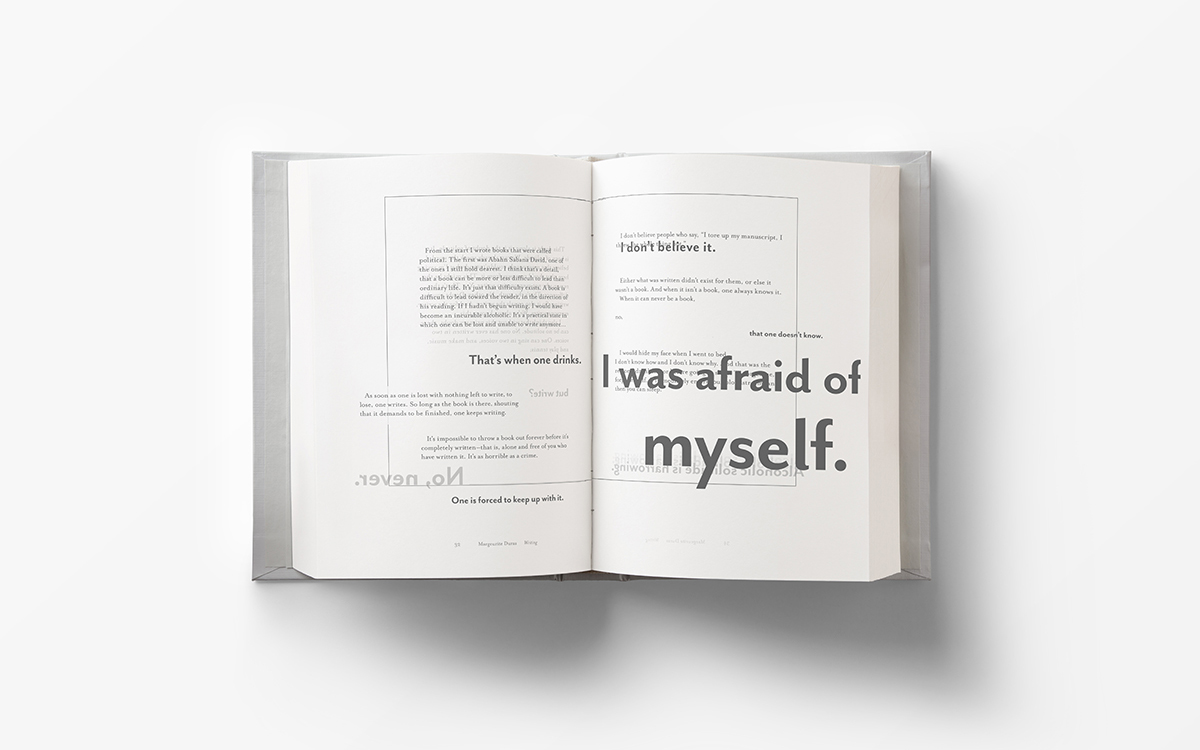 From the start I wrote books that were called
political. The first was Abahn Sabana David, one of
the ones I still hold dearest. I think that's a detail,
that a book can be more or less difficult to lead than
ordinary life. It's just that difficulty exists. A book is
difficult to lead toward the reader, in the direction of
his reading. If I hadn't begun writing, I would have
become an incurable alcoholic. It's a practical state in
which one can be lost and unable to write anymore...
That's when one drinks.
but write?
As soon as one is lost with nothing left to write, to
lose, one writes. So long as the book is there, shouting
that it demands to be finished, one keeps writing.
It's impossible to throw a book out forever before it's
completely written—that is, alone and free of you who
have written it. It's as horrible as a crime.
No, never.
One is forced to keep up with it.
Marguerite Duras Writing
I don't believe people who say, "I tore up my manuscript, I
I don't believe it.
Either what was written didn't exist for them, or else it
wasn't a book. And when it isn't a book, one always knows it.
When it can never be a book,
no,
that one doesn't know.
I would hide my face when I went to bed.
I don't know how and I don't know why. And that was the
I was afraid of
then you can sleep.
myself.
Alcoholic solitude is harrowing.